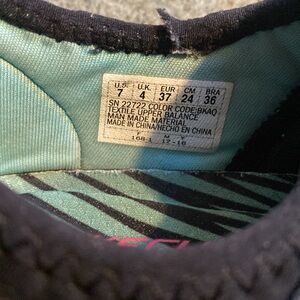 U.S. U.K. EUR CM BRA
7 4 37 24 36
SN 22722 COLOR CODE:BKAQ
TEXTILE UPPER BALANCE
MAN MADE MATERIAL
MADE IN CHINA/HECHO EN CHINA